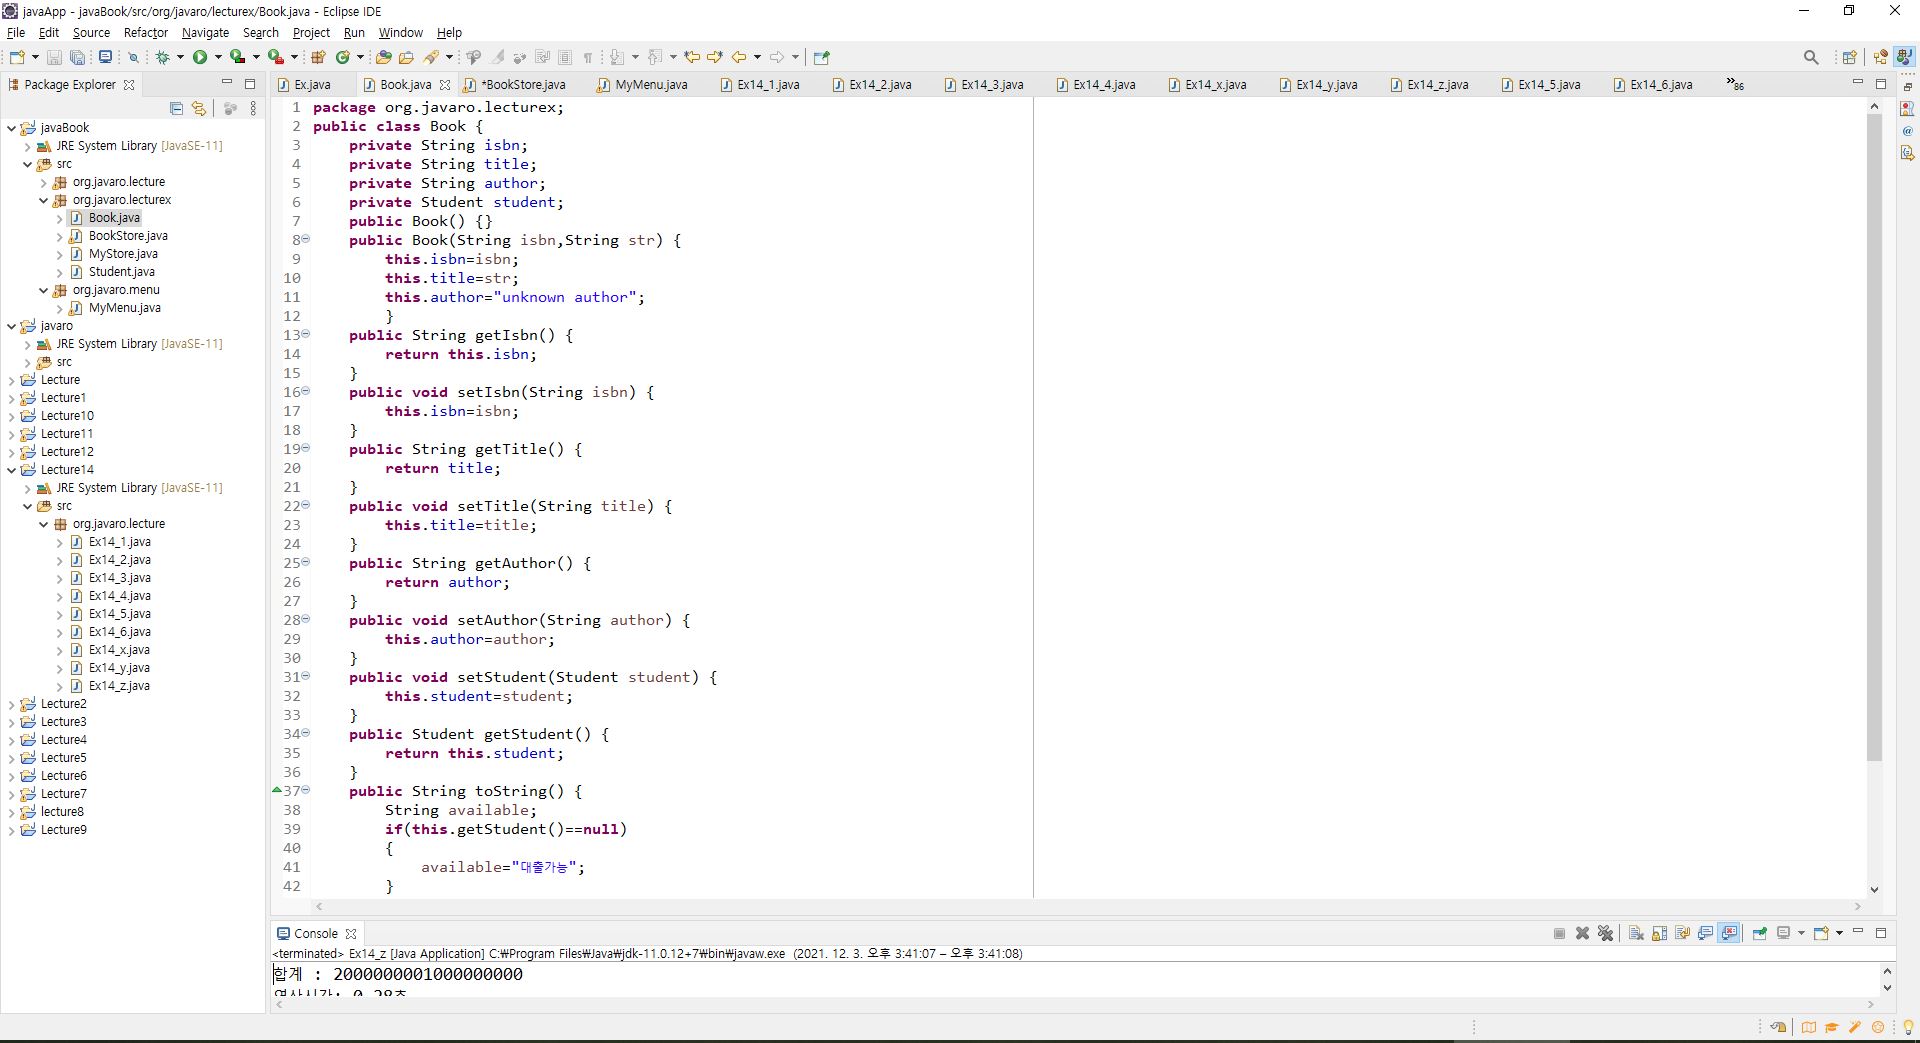 javaApp - javaBook/src/org/javaro/lecturex/Book.java - Eclipse IDE
File Edit Source Refactor Navigate Search Project Run Window Help
Package Explorer
javaBook
JRE System Library [JavaSE-11]
src
org.javaro.lecture
org.javaro.lecturex
Book.java
BookStore.java
MyStore.java
Student.java
org.javaro.menu
MyMenu.java
javaro
JRE System Library [JavaSE-11]
src
Lecture
Lecture1
Lecture10
Lecture11
Lecture12
Lecture14
JRE System Library [JavaSE-11]
src
org.javaro.lecture
Ex14_1.java
Ex14_2.java
Ex14_3.java
Ex14_4.java
Ex14_5.java
Ex14_6.java
Ex14_x.java
Ex14_y.java
Ex14_z.java
Lecture2
Lecture3
Lecture4
Lecture5
Lecture6
Lecture7
lecture8
Lecture9
Ex.java Book.java *BookStore.java MyMenu.java Ex14_1.java Ex14_2.java Ex14_3.java Ex14_4.java Ex14_x.java Ex14_y.java Ex14_z.java Ex14_5.java Ex14_6.java »86
1 package org.javaro.lecturex;
2 public class Book {
3 private String isbn;
4 private String title;
5 private String author;
6 private Student student;
7 public Book() {}
8 public Book(String isbn,String str) {
9 this.isbn=isbn;
10 this.title=str;
11 this.author="unknown author";
12 }
13 public String getIsbn() {
14 return this.isbn;
15 }
16 public void setIsbn(String isbn) {
17 this.isbn=isbn;
18 }
19 public String getTitle() {
20 return title;
21 }
22 public void setTitle(String title) {
23 this.title=title;
24 }
25 public String getAuthor() {
26 return author;
27 }
28 public void setAuthor(String author) {
29 this.author=author;
30 }
31 public void setStudent(Student student) {
32 this.student=student;
33 }
34 public Student getStudent() {
35 return this.student;
36 }
37 public String toString() {
38 String available;
39 if(this.getStudent()==null)
40 {
41 available="대출가능";
42 }
Console
<terminated> Ex14_z [Java Application] C:₩Program Files₩Java₩jdk-11.0.12+7₩bin₩javaw.exe (2021. 12. 3. 오후 3:41:07 – 오후 3:41:08)
합계 : 2000000001000000000
연산시간: 0.28초